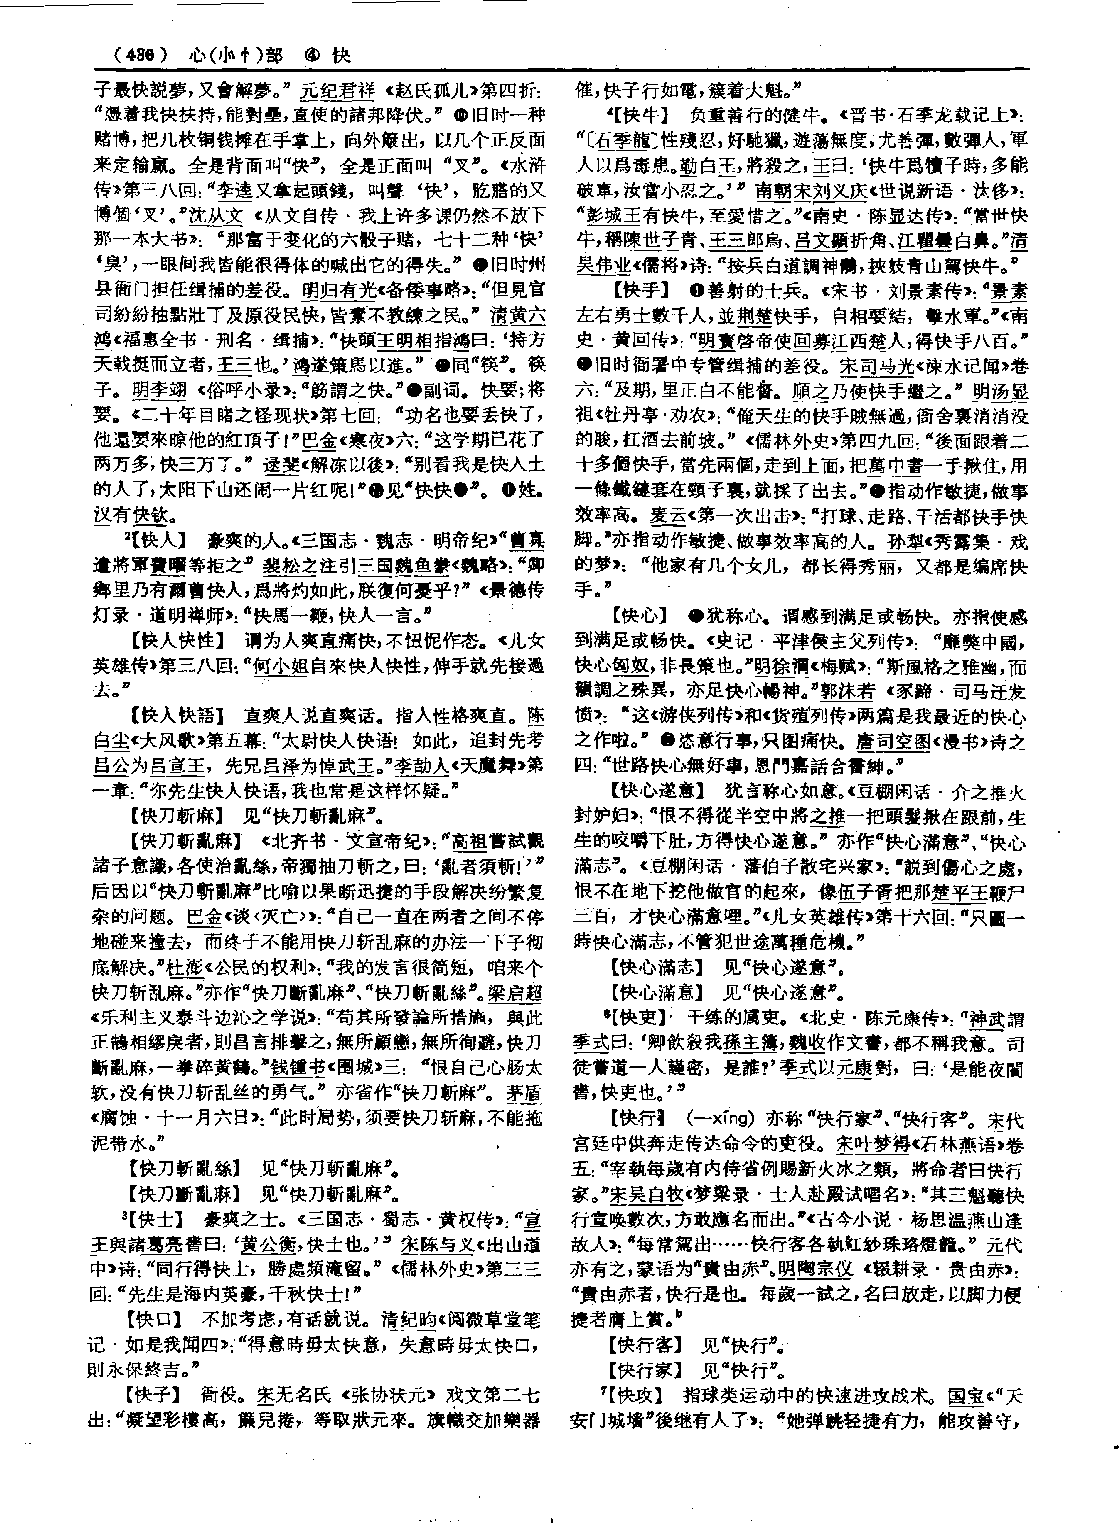 （436） 心(小忄)部 ④ 快
子最快説夢，又會解夢。” 元纪君祥《赵氏孤儿》第四折：
“憑着我快扶持，能對壘，直使的諸邦降伏。” 旧时一种
赌博，把几枚铜钱摊在手掌上，向外簸出，以几个正反面
来定输赢。全是背面叫“快”，全是正面叫“叉”。《水浒
传》第三八回：“李逵又拿起頭錢，叫聲‘快’，肐膳的又
博個‘叉’。”沈从文《从文自传·我上许多课仍然不放下
那一本大书》：“那富于变化的六骰子赌，七十二种‘快’
‘臭’，一眼间我皆能很得体的喊出它的得失。” 旧时州
县衙门担任缉捕的差役。明归有光《备倭事略》：“但見官
司紛紛抽點壯丁及原役民快，皆素不教練之民。” 清黄六
鸿《福惠全书·刑名·缉捕》：“快頭王明相指鴻曰：‘持方
天戟挺而立者，王三也。’鴻遂策馬以進。” 同“筷”。筷
子。明李翊《俗呼小录》：“筯謂之快。”副词。快要；将
要。《二十年目睹之怪现状》第七回：“功名也要丢快了，
他還要來晾他的紅頂子！”巴金《寒夜》六：“这学期已花了
两万多，快三万了。” 逯斐《解冻以後》：“别看我是快入土
的人了，太阳下山还闹一片红呢！”见“快快”。姓。
汉有快钦。
²【快人】 豪爽的人。《三国志·魏志·明帝纪》“曹真
遣將軍費曜等拒之” 裴松之注引三国魏鱼豢《魏略》：“卿
鄉里乃有爾曹快人，爲將灼如此，朕復何憂乎？”《景德传
灯录·道明禅师》：“快馬一鞭，快人一言。”
【快人快性】 谓为人爽直痛快，不忸怩作态。《儿女
英雄传》第三八回：“何小姐自來快人快性，伸手就先接過
去。”
【快人快語】 直爽人说直爽话。指人性格爽直。陈
白尘《大风歌》第五幕：“太尉快人快语！如此，追封先考
吕公为吕宣王，先兄吕泽为悼武王。”李劼人《天魔舞》第
一章：“尔先生快人快语，我也常是这样怀疑。”
【快刀斬麻】 见“快刀斬亂麻”。
【快刀斬亂麻】 《北齐书·文宣帝纪》：“高祖嘗試觀
諸子意識，各使治亂絲，帝獨抽刀斬之，曰：‘亂者須斬！’”
后因以“快刀斬亂麻”比喻以果断迅捷的手段解决纷繁复
杂的问题。巴金《谈〈灭亡〉》：“自己一直在两者之间不停
地碰来撞去，而终于不能用快刀斩乱麻的办法一下子彻
底解决。”杜澎《公民的权利》：“我的发言很简短，咱来个
快刀斩乱麻。”亦作“快刀斷亂麻”、“快刀斬亂絲”。梁启超
《乐利主义泰斗边沁之学说》：“苟其所發論所措施，與此
正鵠相繆戾者，則昌言排擊之，無所顧戀，無所徇避，快刀
斷亂麻，一拳碎黃鶴。”钱锺书《围城》三：“恨自己心肠太
软，没有快刀斩乱丝的勇气。” 亦省作“快刀斬麻”。茅盾
《腐蚀·十一月六日》：“此时局势，须要快刀斩麻，不能拖
泥带水。”
【快刀斬亂絲】 见“快刀斬亂麻”。
【快刀斷亂麻】 见“快刀斬亂麻”。
³【快士】 豪爽之士。《三国志·蜀志·黄权传》：“宣
王與諸葛亮書曰：‘黄公衡，快士也。’” 宋陈与义《出山道
中》诗：“同行得快士，勝處頻淹留。”《儒林外史》第三三
回：“先生是海内英豪，千秋快士！”
【快口】 不加考虑，有话就说。清纪昀《阅微草堂笔
记·如是我闻四》：“得意時毋太快意，失意時毋太快口，
則永保終吉。”
【快子】 衙役。宋无名氏《张协状元》戏文第二七
出：“凝望彩樓高，簾兒捲，等取狀元來。旗幟交加樂器
催，快子行如電，簇着大魁。”
⁴【快牛】 负重善行的健牛。《晋书·石季龙载记上》：
“〔石季龍〕性殘忍，好馳獵，遊蕩無度，尤善彈，數彈人，軍
人以爲毒患。勒白王，將殺之，王曰：‘快牛爲犢子時，多能
破車，汝當小忍之。’” 南朝宋刘义庆《世说新语·汰侈》：
“彭城王有快牛，至愛惜之。”《南史·陈显达传》：“當世快
牛，稱陳世子青、王三郎烏、吕文顯折角、江瞿曇白鼻。”清
吴伟业《儒将》诗：“按兵白道調神鶻，挾妓青山駕快牛。”
【快手】 ❶善射的士兵。《宋书·刘景素传》：“景素
左右勇士數千人，並荆楚快手，自相要結，擊水軍。”《南
史·黄回传》：“明寶啓帝使回募江西楚人，得快手八百。”
旧时衙署中专管缉捕的差役。宋司马光《涑水记闻》卷
六：“及期，里正白不能督。順之乃使快手繼之。” 明汤显
祖《牡丹亭·劝农》：“俺天生的快手賊無過，衙舍裏消消没
的睃，扛酒去前坡。”《儒林外史》第四九回：“後面跟着二
十多個快手，當先兩個，走到上面，把萬中書一手揪住，用
一條鐵鏈套在頸子裏，就採了出去。”指动作敏捷，做事
效率高。麦云《第一次出击》：“打球、走路、干活都快手快
脚。”亦指动作敏捷、做事效率高的人。孙犁《秀露集·戏
的梦》：“他家有几个女儿，都长得秀丽，又都是编席快
手。”
【快心】 犹称心。谓感到满足或畅快。亦指使感
到满足或畅快。《史记·平津侯主父列传》：“靡獘中國，
快心匈奴，非長策也。”明徐渭《梅赋》：“斯風格之雅幽，而
韻調之殊異，亦足快心暢神。”郭沫若《豕蹄·司马迁发
愤》：“这《游侠列传》和《货殖列传》两篇是我最近的快心
之作啦。” 恣意行事，只图痛快。唐司空图《漫书》诗之
四：“世路快心無好事，恩門嘉話合書紳。”
【快心遂意】 犹言称心如意。《豆棚闲话·介之推火
封妒妇》：“恨不得從半空中將之推一把頭髮揪在跟前，生
生的咬嚼下肚，方得快心遂意。” 亦作“快心滿意”、“快心
滿志”。《豆棚闲话·藩伯子散宅兴家》：“説到傷心之處，
恨不在地下挖他做官的起來，像伍子胥把那楚平王鞭尸
三百，才快心滿意哩。”《儿女英雄传》第十六回：“只圖一
時快心滿志，不管犯世途萬種危機。”
【快心滿志】 见“快心遂意”。
【快心滿意】 见“快心遂意”。
⁶【快吏】 干练的属吏。《北史·陈元康传》：“神武謂
季式曰：‘卿飲殺我孫主簿，魏收作文書，都不稱我意。司
徒嘗道一人謹密，是誰？’季式以元康對，曰：‘是能夜闇
書，快吏也。’”
【快行】 （—xíng）亦称“快行家”、“快行客”。宋代
宫廷中供奔走传达命令的吏役。宋叶梦得《石林燕语》卷
五：“宰執每歲有内侍省例賜新火冰之類，將命者曰快行
家。”宋吴自牧《梦粱录·士人赴殿试唱名》：“其三魁聽快
行宣唤數次，方敢應名而出。”《古今小说·杨思温燕山逢
故人》：“每常駕出……快行客各執紅紗珠珞燈籠。” 元代
亦有之，蒙语为“貴由赤”。明陶宗仪《辍耕录·贵由赤》：
“貴由赤者，快行是也。每歲一試之，名曰放走，以脚力便
捷者膺上賞。”
【快行客】 见“快行”。
【快行家】 见“快行”。
⁷【快攻】 指球类运动中的快速进攻战术。国宝《“天
安门城墙”後继有人了》：“她弹跳轻捷有力，能攻善守，